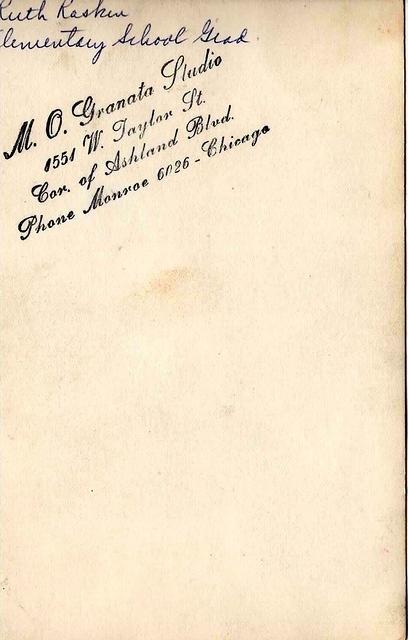 Ruth Raskin
Elementary School Grad.
M. O. Granata Studio
1551 W. Taylor St.
Cor. of Ashland Blvd.
Phone Monroe 6026 - Chicago